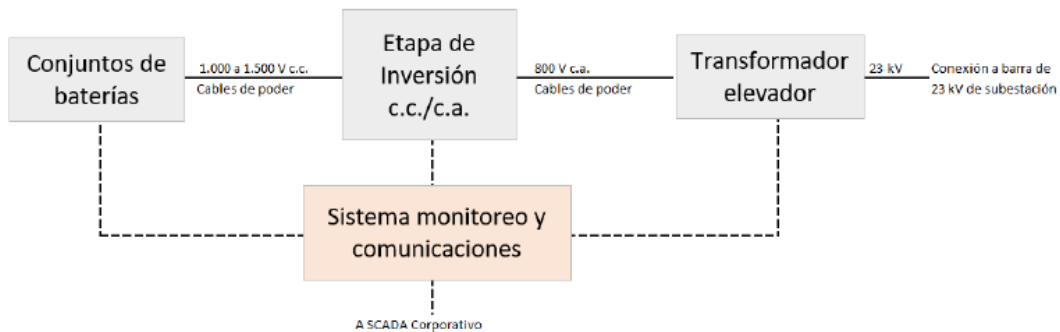 Conjuntos de
baterías
1.000 a 1.500 V c.c.
Cables de poder
Etapa de
Inversión
c.c./c.a.
800 V c.a.
Cables de poder
Transformador
elevador
23 kV
Conexión a barra de
23 kV de subestación
Sistema monitoreo y
comunicaciones
A SCADA Corporativo